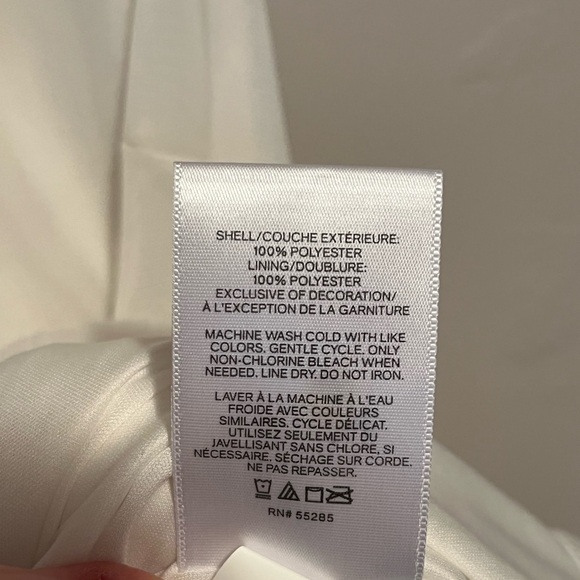 SHELL/COUCHE EXTÉRIEURE:
100% POLYESTER
LINING/DOUBLURE:
100% POLYESTER
EXCLUSIVE OF DECORATION/
À L'EXCEPTION DE LA GARNITURE
MACHINE WASH COLD WITH LIKE
COLORS. GENTLE CYCLE. ONLY
NON-CHLORINE BLEACH WHEN
NEEDED. LINE DRY. DO NOT IRON.
LAVER À LA MACHINE À L'EAU
FROIDE AVEC COULEURS
SIMILAIRES. CYCLE DÉLICAT.
UTILISEZ SEULEMENT DU
JAVELLISANT SANS CHLORE, SI
NÉCESSAIRE. SÉCHAGE SUR CORDE.
NE PAS REPASSER.
RN# 55285